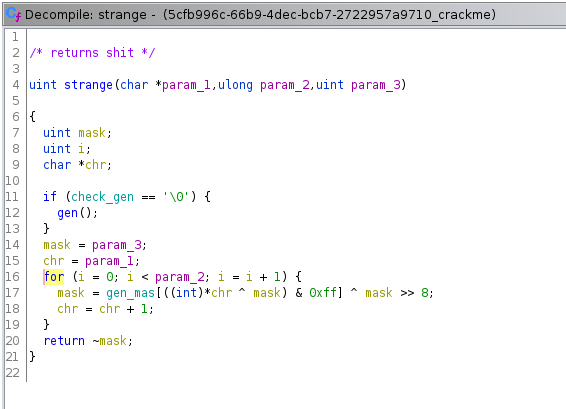 Decompile: strange -  (5cfb996c-66b9-4dec-bcb7-2722957a9710_crackme)
1
2 /* returns shit */
3
4 uint strange(char *param_1,ulong param_2,uint param_3)
5
6 {
7   uint mask;
8   uint i;
9   char *chr;
10
11   if (check_gen == '\0') {
12     gen();
13   }
14   mask = param_3;
15   chr = param_1;
16   for (i = 0; i < param_2; i = i + 1) {
17     mask = gen_mas[((int)*chr ^ mask) & 0xff] ^ mask >> 8;
18     chr = chr + 1;
19   }
20   return ~mask;
21 }
22